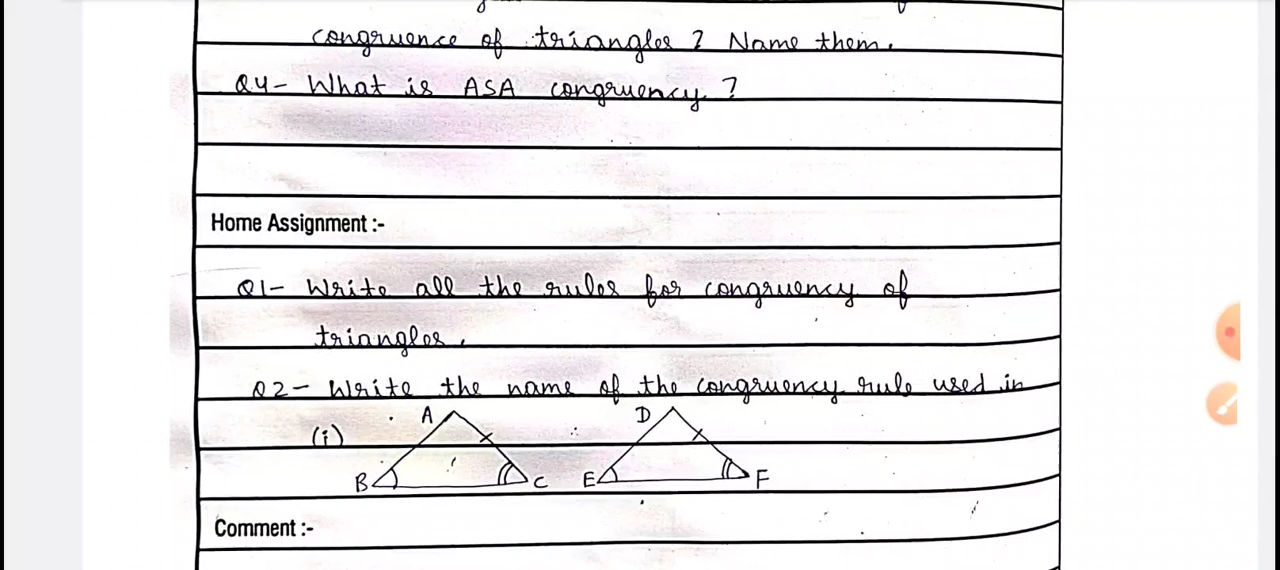 congruence of triangles ? Name them.
Q4- What is ASA congruency ?
Home Assignment :-
Q1- Write all the rules for congruency of
triangles.
Q2- Write the name of the congruency rule used in
(i)
A D
B C E F
Comment :-